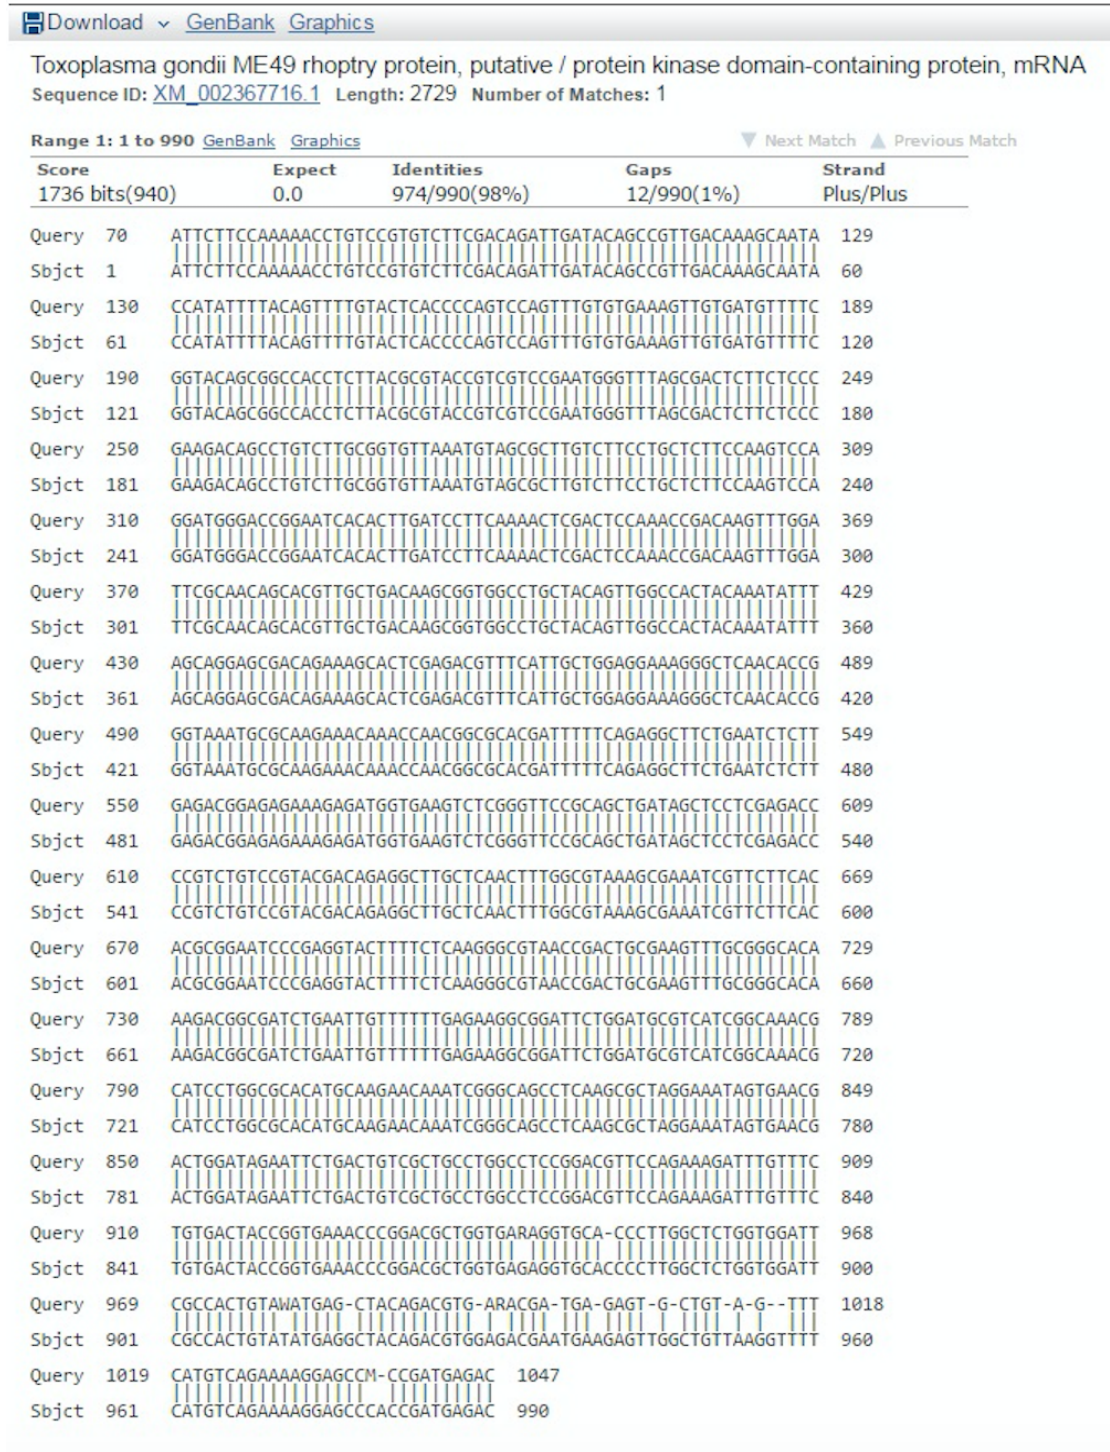 Download GenBank Graphics
Toxoplasma gondii ME49 rhoptry protein, putative / protein kinase domain-containing protein, mRNA
Sequence ID: XM_002367716.1 Length: 2729 Number of Matches: 1
Range 1: 1 to 990 GenBank Graphics Next Match Previous Match
Score Expect Identities Gaps Strand
1736 bits(940) 0.0 974/990(98%) 12/990(1%) Plus/Plus
Query 70 ATTCTTCCAAAAACCTGTCCGTGTCTTCGACAGATTGATACAGCCGTTGACAAAGCAATA 129
Sbjct 1 ATTCTTCCAAAAACCTGTCCGTGTCTTCGACAGATTGATACAGCCGTTGACAAAGCAATA 60
Query 130 CCATATTTTACAGTTTTGTACTCACCCCAGTCCAGTTTGTGTGAAAGTTGTGATGTTTTC 189
Sbjct 61 CCATATTTTACAGTTTTGTACTCACCCCAGTCCAGTTTGTGTGAAAGTTGTGATGTTTTC 120
Query 190 GGTACAGCGGCCACCTCTTACGCGTACCGTCGTCCGAATGGGTTTAGCGACTCTTCTCCC 249
Sbjct 121 GGTACAGCGGCCACCTCTTACGCGTACCGTCGTCCGAATGGGTTTAGCGACTCTTCTCCC 180
Query 250 GAAGACAGCCTGTCTTGCGGTGTTAAATGTAGCGCTTGTCTTCCTGCTCTTCCAAGTCCA 309
Sbjct 181 GAAGACAGCCTGTCTTGCGGTGTTAAATGTAGCGCTTGTCTTCCTGCTCTTCCAAGTCCA 240
Query 310 GGATGGGACCGGAATCACACTTGATCCTTCAAAACTCGACTCCAAACCGACAAGTTTGGA 369
Sbjct 241 GGATGGGACCGGAATCACACTTGATCCTTCAAAACTCGACTCCAAACCGACAAGTTTGGA 300
Query 370 TTCGCAACAGCACGTTGCTGACAAGCGGTGGCCTGCTACAGTTGGCCACTACAAATATTT 429
Sbjct 301 TTCGCAACAGCACGTTGCTGACAAGCGGTGGCCTGCTACAGTTGGCCACTACAAATATTT 360
Query 430 AGCAGGAGCGACAGAAAGCACTCGAGACGTTTCATTGCTGGAGGAAAGGGCTCAACACCG 489
Sbjct 361 AGCAGGAGCGACAGAAAGCACTCGAGACGTTTCATTGCTGGAGGAAAGGGCTCAACACCG 420
Query 490 GGTAAATGCGCAAGAAACAAACCAACGGCGCACGATTTTTCAGAGGCTTCTGAATCTCTT 549
Sbjct 421 GGTAAATGCGCAAGAAACAAACCAACGGCGCACGATTTTTCAGAGGCTTCTGAATCTCTT 480
Query 550 GAGACGGAGAGAAAGAGATGGTGAAGTCTCGGGTTCCGCAGCTGATAGCTCCTCGAGACC 609
Sbjct 481 GAGACGGAGAGAAAGAGATGGTGAAGTCTCGGGTTCCGCAGCTGATAGCTCCTCGAGACC 540
Query 610 CCGTCTGTCCGTACGACAGAGGCTTGCTCAACTTTGGCGTAAAGCGAAATCGTTCTTCAC 669
Sbjct 541 CCGTCTGTCCGTACGACAGAGGCTTGCTCAACTTTGGCGTAAAGCGAAATCGTTCTTCAC 600
Query 670 ACGCGGAATCCCGAGGTACTTTTCTCAAGGGCGTAACCGACTGCGAAGTTTGCGGGCACA 729
Sbjct 601 ACGCGGAATCCCGAGGTACTTTTCTCAAGGGCGTAACCGACTGCGAAGTTTGCGGGCACA 660
Query 730 AAGACGGCGATCTGAATTGTTTTTTGAGAAGGCGGATTCTGGATGCGTCATCGGCAAACG 789
Sbjct 661 AAGACGGCGATCTGAATTGTTTTTTGAGAAGGCGGATTCTGGATGCGTCATCGGCAAACG 720
Query 790 CATCCTGGCGCACATGCAAGAACAAATCGGGCAGCCTCAAGCGCTAGGAAATAGTGAACG 849
Sbjct 721 CATCCTGGCGCACATGCAAGAACAAATCGGGCAGCCTCAAGCGCTAGGAAATAGTGAACG 780
Query 850 ACTGGATAGAATTCTGACTGTCGCTGCCTGGCCTCCGGACGTTCCAGAAAGATTTGTTTC 909
Sbjct 781 ACTGGATAGAATTCTGACTGTCGCTGCCTGGCCTCCGGACGTTCCAGAAAGATTTGTTTC 840
Query 910 TGTGACTACCGGTGAAACCCGGACGCTGGTGARAGGTGCA-CCCTTGGCTCTGGTGGATT 968
Sbjct 841 TGTGACTACCGGTGAAACCCGGACGCTGGTGAGAGGTGCACCCCTTGGCTCTGGTGGATT 900
Query 969 CGCCACTGTAWATGAG-CTACAGACGTG-ARACGA-TGA-GAGT-G-CTGT-A-G--TTT 1018
Sbjct 901 CGCCACTGTATATGAGGCTACAGACGTGGAGACGAATGAAGAGTTGGCTGTTAAGGTTTT 960
Query 1019 CATGTCAGAAAAGGAGCCM-CCGATGAGAC 1047
Sbjct 961 CATGTCAGAAAAGGAGCCCACCGATGAGAC 990